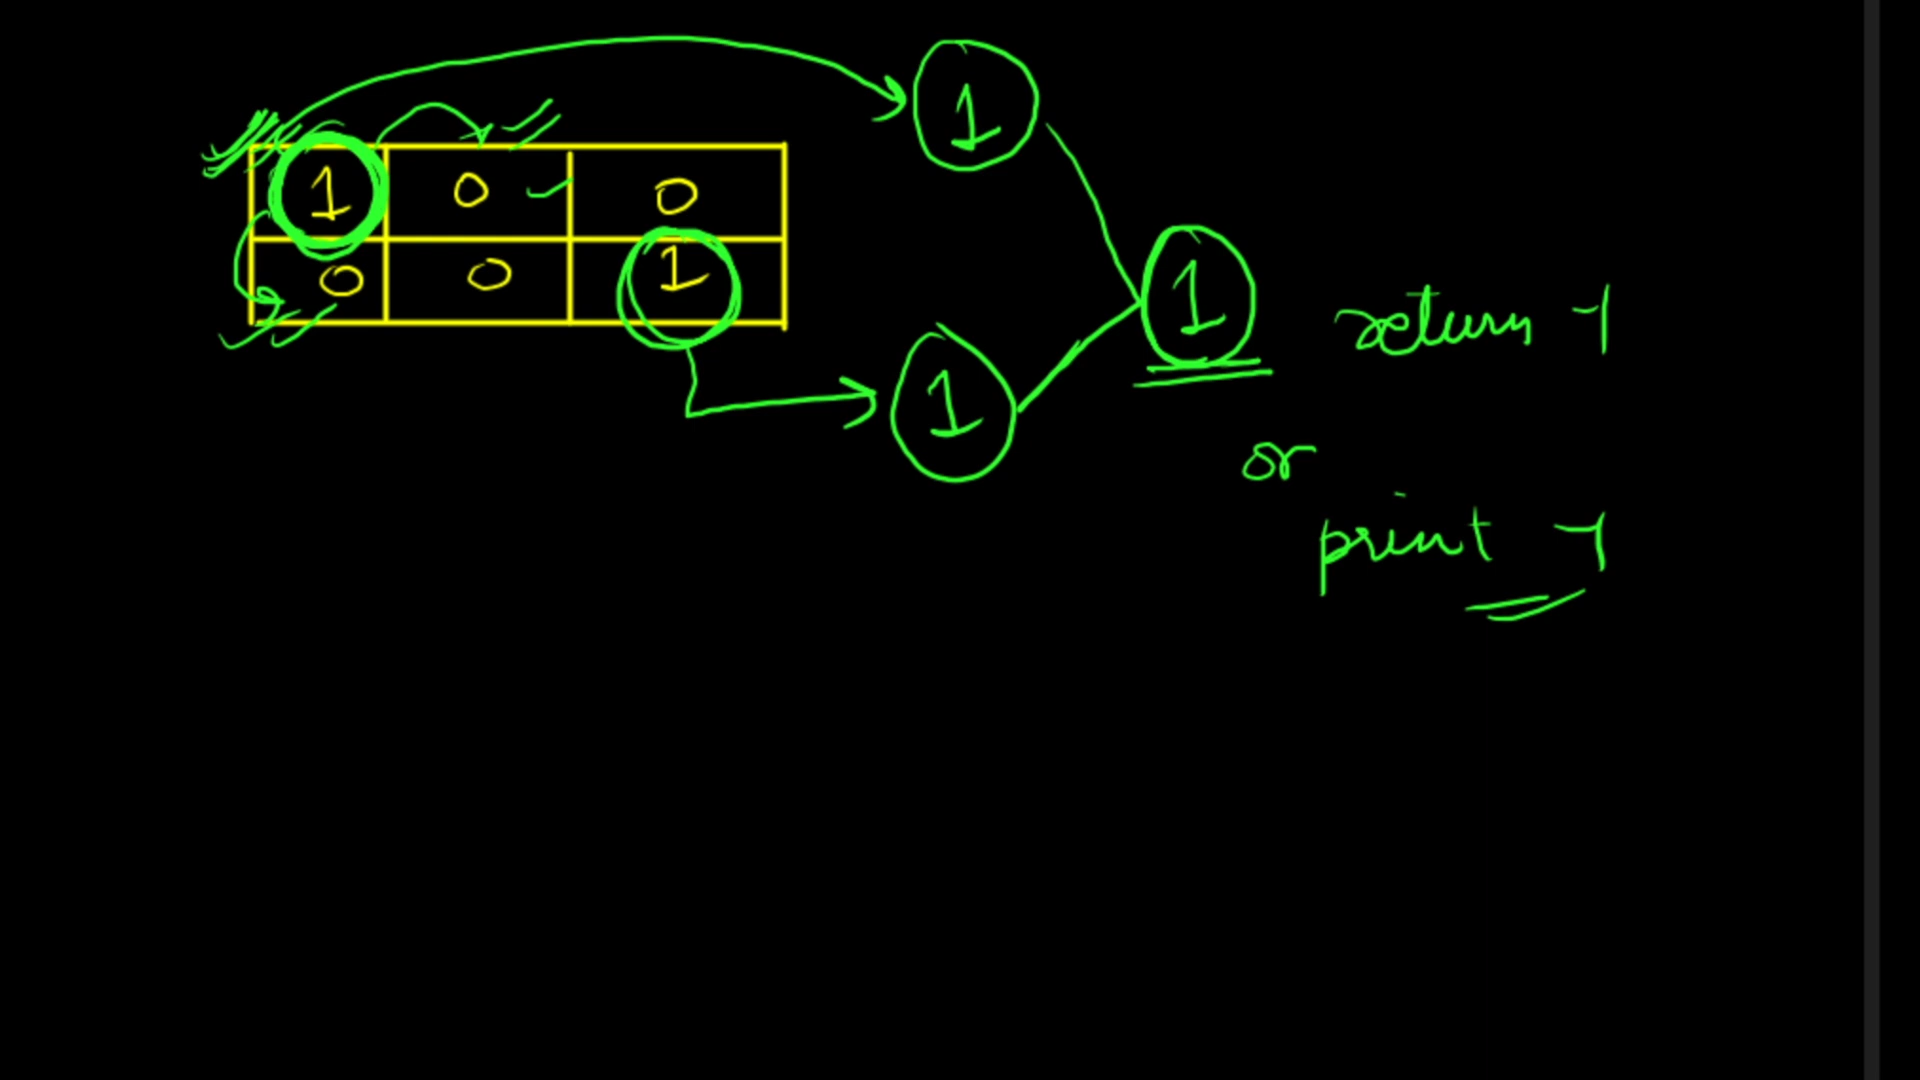 1
1 0 0
0 0 1
1
1
return -1
or
print -1